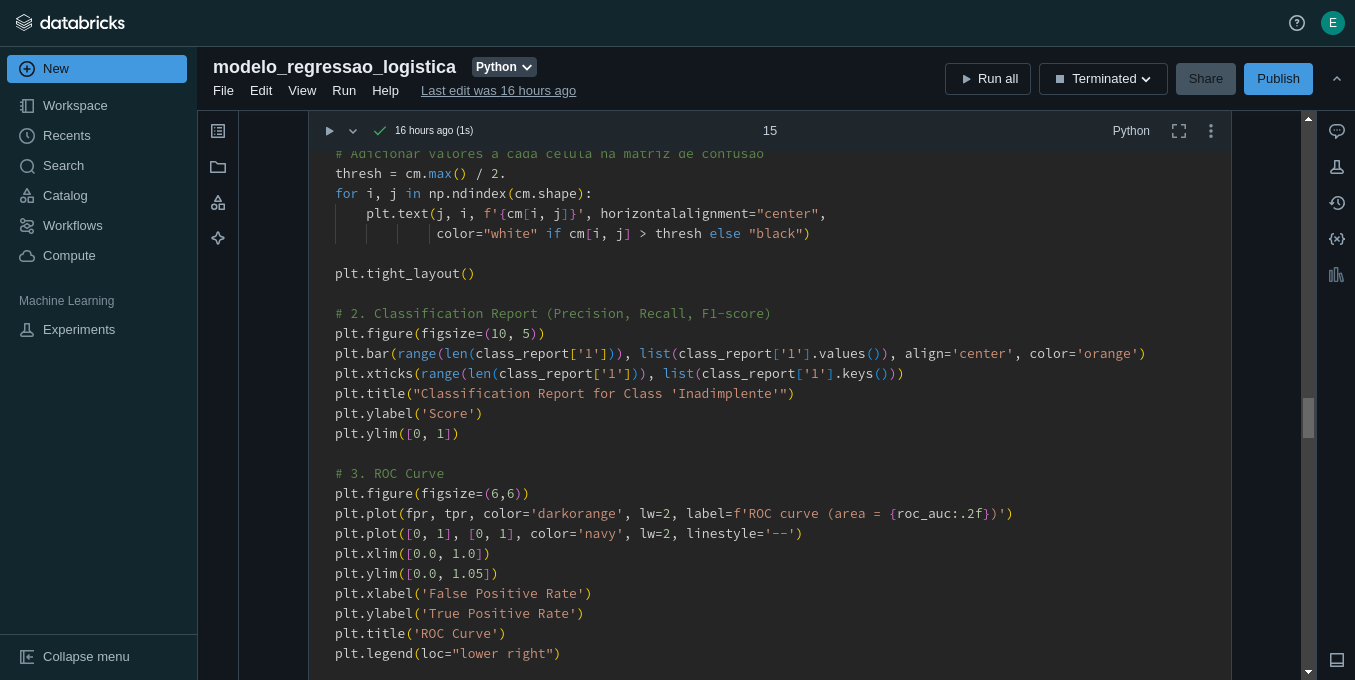 databricks
E
New
Workspace
Recents
Search
Catalog
Workflows
Compute
Machine Learning
Experiments
Collapse menu
modelo_regressao_logistica
Python
File Edit View Run Help Last edit was 16 hours ago
Run all
Terminated
Share
Publish
16 hours ago (1s)
15
Python
# Adicionar valores a cada celula na matriz de confusao
thresh = cm.max() / 2.
for i, j in np.ndindex(cm.shape):
    plt.text(j, i, f'{cm[i, j]}', horizontalalignment="center",
             color="white" if cm[i, j] > thresh else "black")
plt.tight_layout()
# 2. Classification Report (Precision, Recall, F1-score)
plt.figure(figsize=(10, 5))
plt.bar(range(len(class_report['1'])), list(class_report['1'].values()), align='center', color='orange')
plt.xticks(range(len(class_report['1'])), list(class_report['1'].keys()))
plt.title("Classification Report for Class 'Inadimplente'")
plt.ylabel('Score')
plt.ylim([0, 1])
# 3. ROC Curve
plt.figure(figsize=(6,6))
plt.plot(fpr, tpr, color='darkorange', lw=2, label=f'ROC curve (area = {roc_auc:.2f})')
plt.plot([0, 1], [0, 1], color='navy', lw=2, linestyle='--')
plt.xlim([0.0, 1.0])
plt.ylim([0.0, 1.05])
plt.xlabel('False Positive Rate')
plt.ylabel('True Positive Rate')
plt.title('ROC Curve')
plt.legend(loc="lower right")